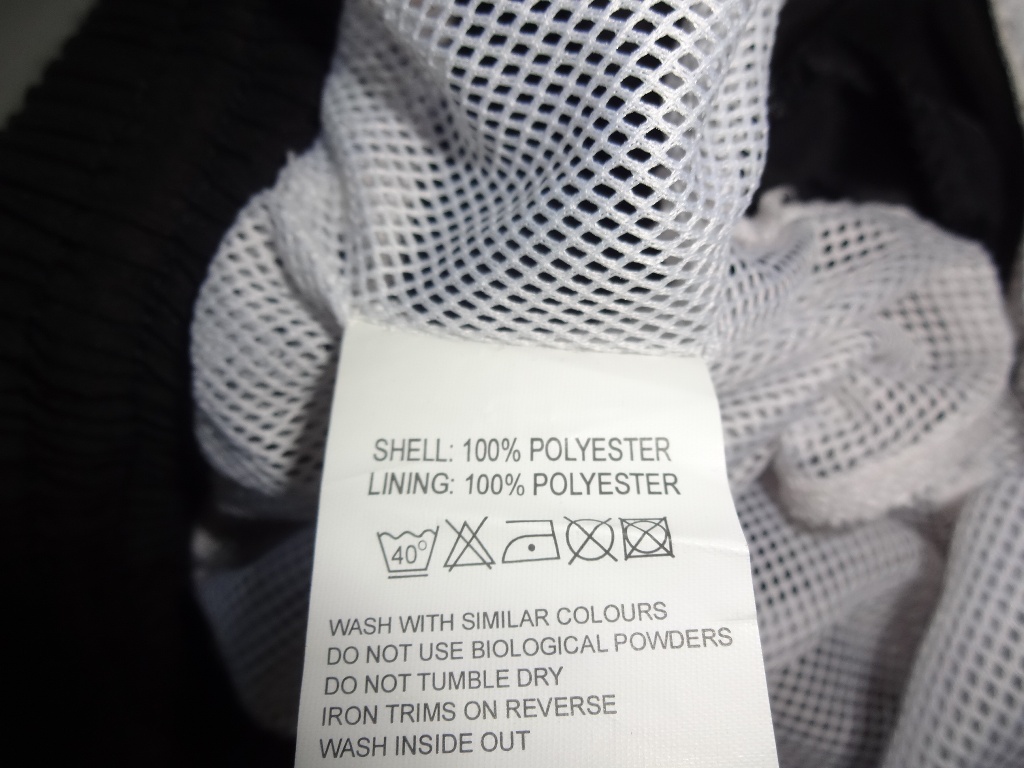 SHELL: 100% POLYESTER
LINING: 100% POLYESTER
40°
WASH WITH SIMILAR COLOURS
DO NOT USE BIOLOGICAL POWDERS
DO NOT TUMBLE DRY
IRON TRIMS ON REVERSE
WASH INSIDE OUT